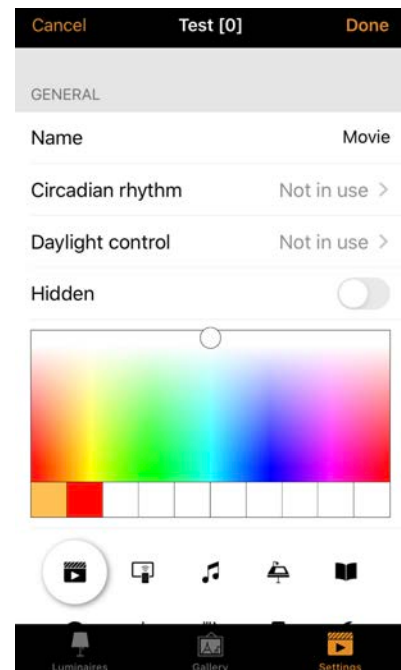 Cancel Test [0] Done
GENERAL
Name Movie
Circadian rhythm Not in use >
Daylight control Not in use >
Hidden
Luminaires Gallery Settings